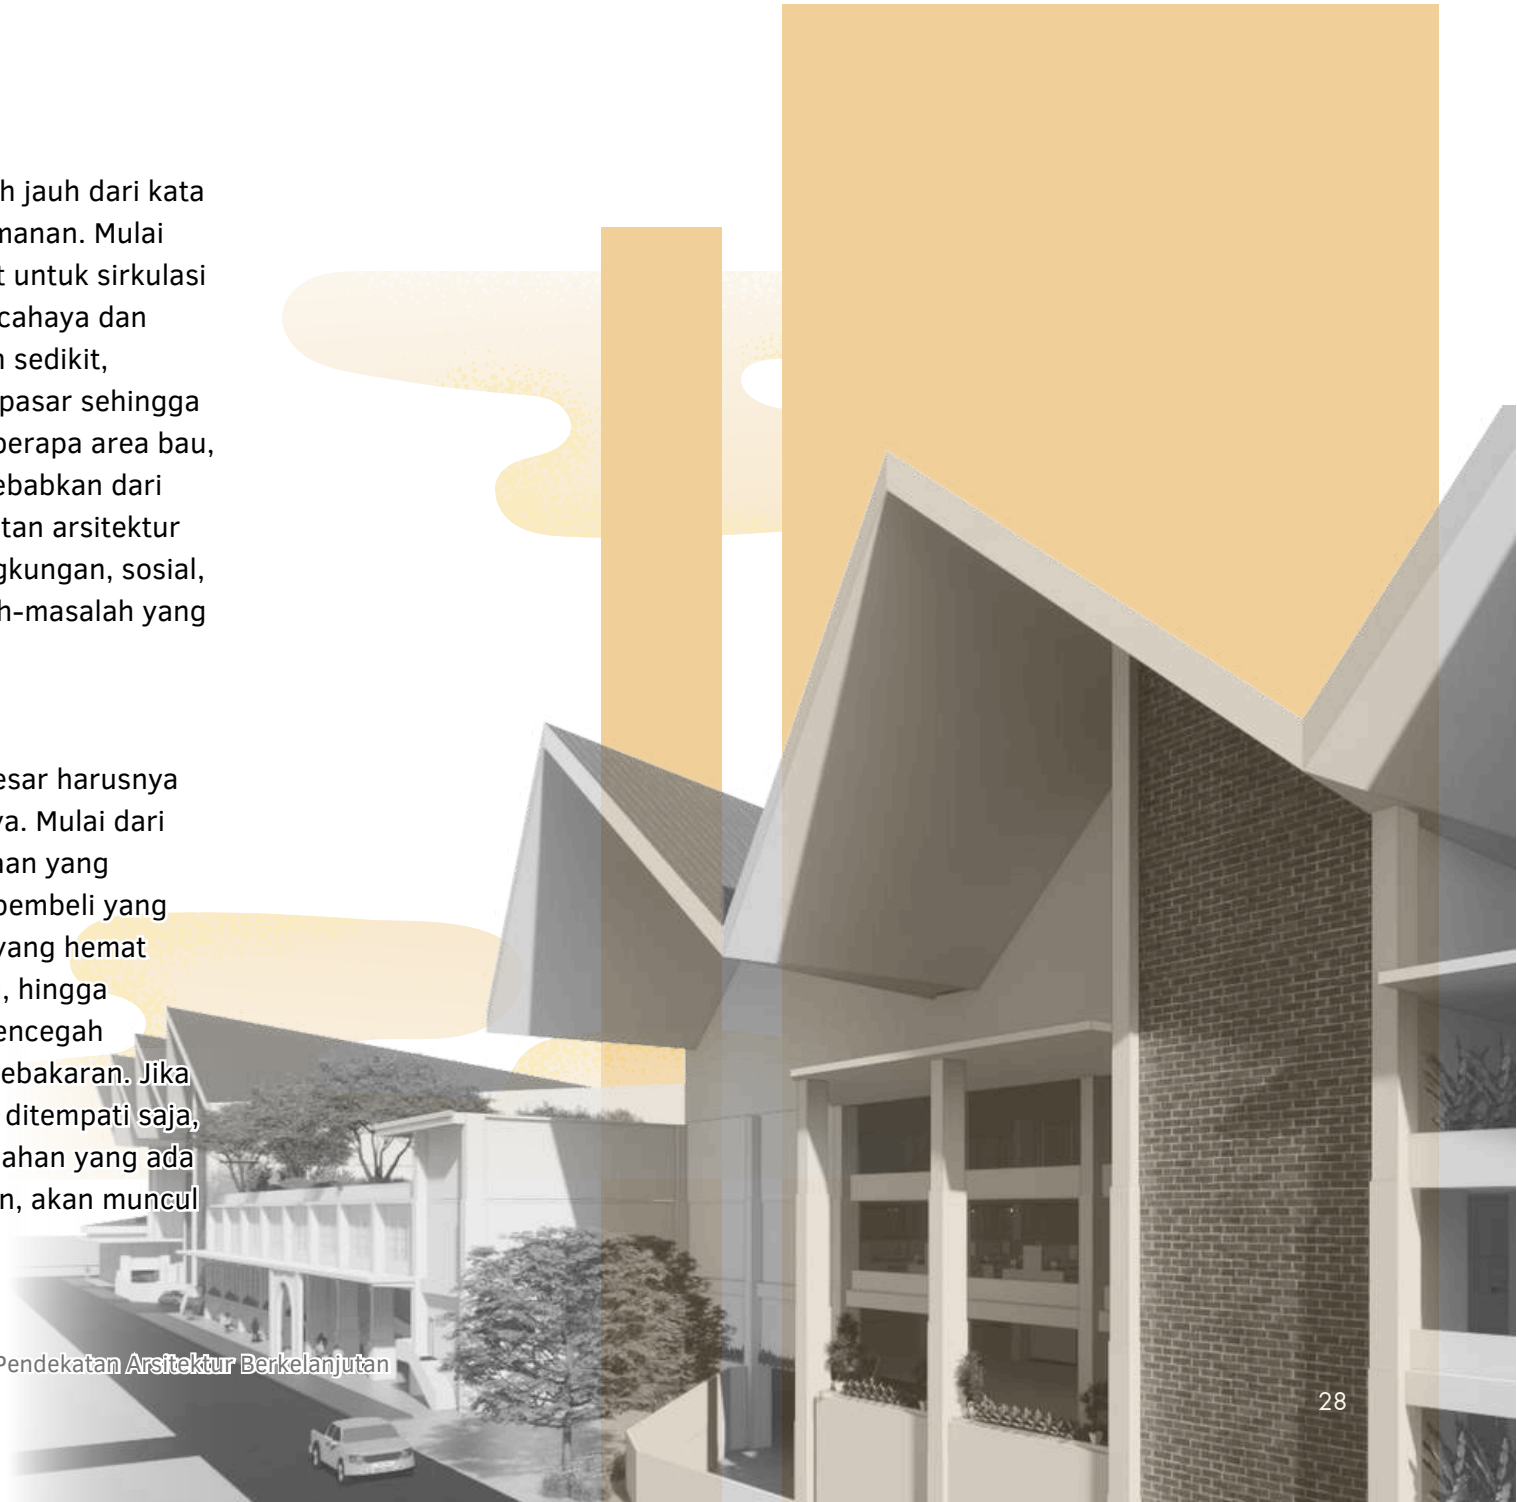 h jauh dari kata
manan. Mulai
t untuk sirkulasi
cahaya dan
n sedikit,
pasar sehingga
berapa area bau,
ebabkan dari
tan arsitektur
gkungan, sosial,
h-masalah yang
esar harusnya
ya. Mulai dari
han yang
pembeli yang
yang hemat
, hingga
encegah
ebakaran. Jika
ditempati saja,
ahan yang ada
n, akan muncul
Pendekatan Arsitektur Berkelanjutan
28